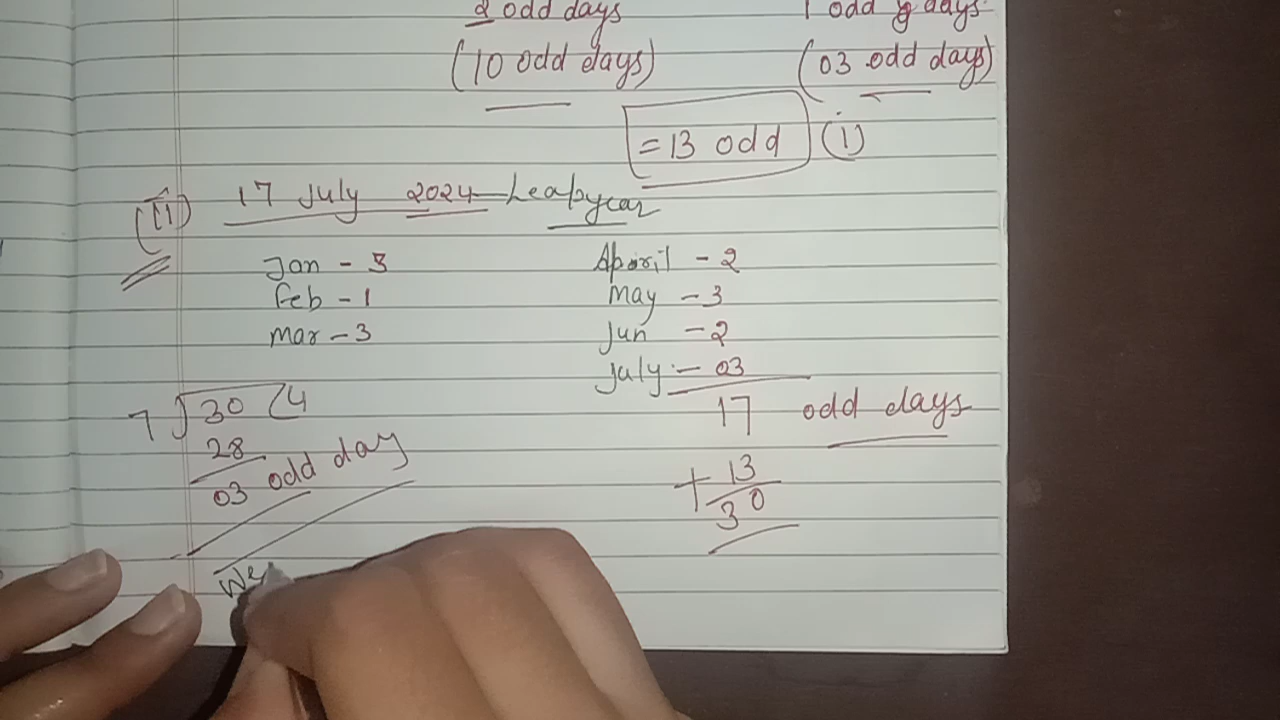 2 odd days 1 odd days
(10 odd days) (03 odd days)
= 13 odd (i)
(ii) 17 July 2024 Leapyear
Jan - 3 April - 2
Feb - 1 May - 3
Mar - 3 Jun - 2
July - 03
7 ) 30 ( 4 17 odd days
28 + 13
03 odd day 30
We